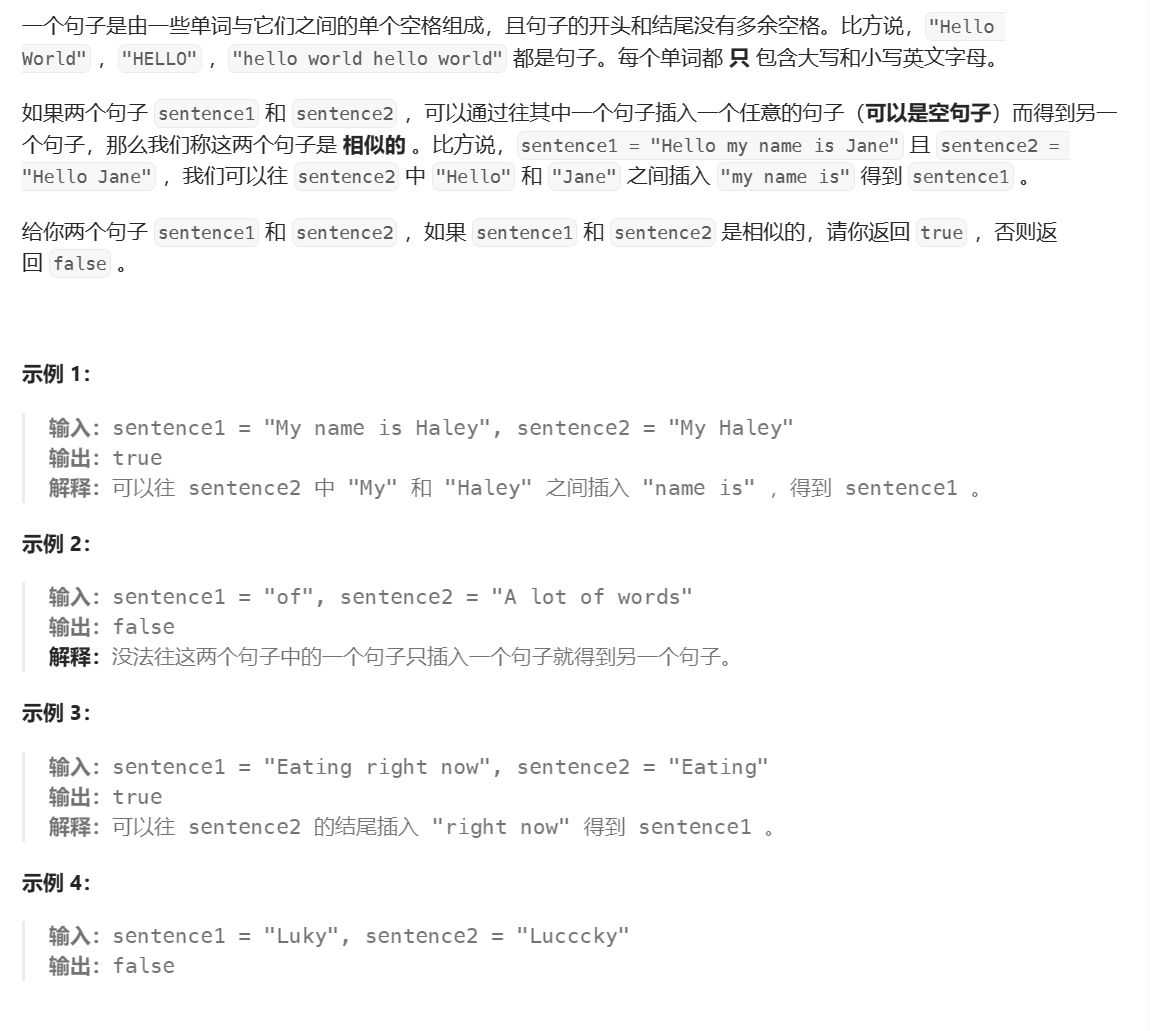 一个句子是由一些单词与它们之间的单个空格组成，且句子的开头和结尾没有多余空格。比方说，"Hello
World" ，"HELLO" ，"hello world hello world" 都是句子。每个单词都 只 包含大写和小写英文字母。
如果两个句子 sentence1 和 sentence2 ，可以通过往其中一个句子插入一个任意的句子（可以是空句子）而得到另一
个句子，那么我们称这两个句子是 相似的 。比方说，sentence1 = "Hello my name is Jane" 且 sentence2 =
"Hello Jane" ，我们可以往 sentence2 中 "Hello" 和 "Jane" 之间插入 "my name is" 得到 sentence1 。
给你两个句子 sentence1 和 sentence2 ，如果 sentence1 和 sentence2 是相似的，请你返回 true ，否则返
回 false 。
示例 1：
输入：sentence1 = "My name is Haley", sentence2 = "My Haley"
输出：true
解释：可以往 sentence2 中 "My" 和 "Haley" 之间插入 "name is" ，得到 sentence1 。
示例 2：
输入：sentence1 = "of", sentence2 = "A lot of words"
输出：false
解释：没法往这两个句子中的一个句子只插入一个句子就得到另一个句子。
示例 3：
输入：sentence1 = "Eating right now", sentence2 = "Eating"
输出：true
解释：可以往 sentence2 的结尾插入 "right now" 得到 sentence1 。
示例 4：
输入：sentence1 = "Luky", sentence2 = "Lucccky"
输出：false